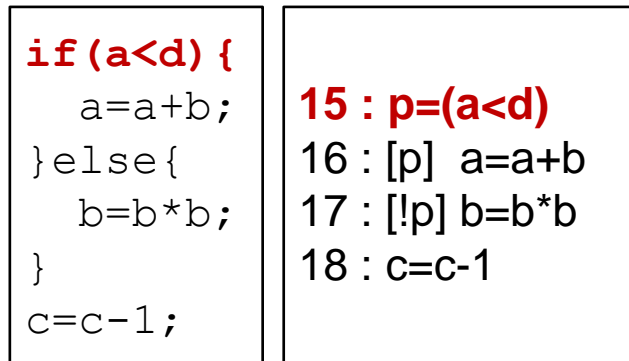 if(a<d){
a=a+b;
}else{
b=b*b;
}
c=c-1;
15 : p=(a<d)
16 : [p] a=a+b
17 : [!p] b=b*b
18 : c=c-1